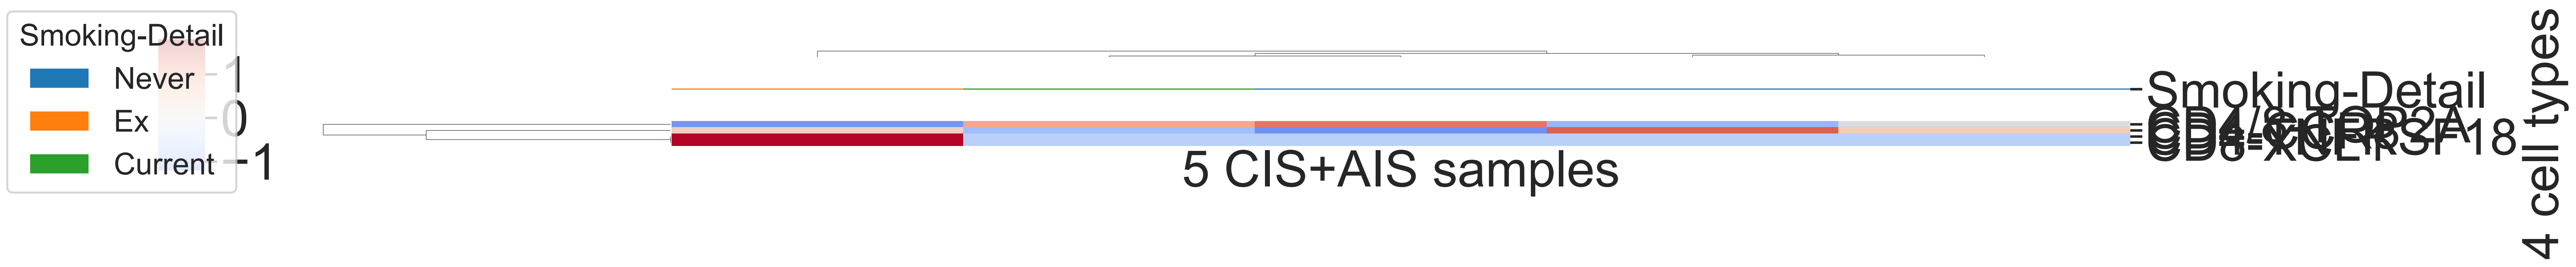 Smoking-Detail
Never
Ex
Current
1
0
−1
Smoking-Detail
5 CIS+AIS samples
4 cell types